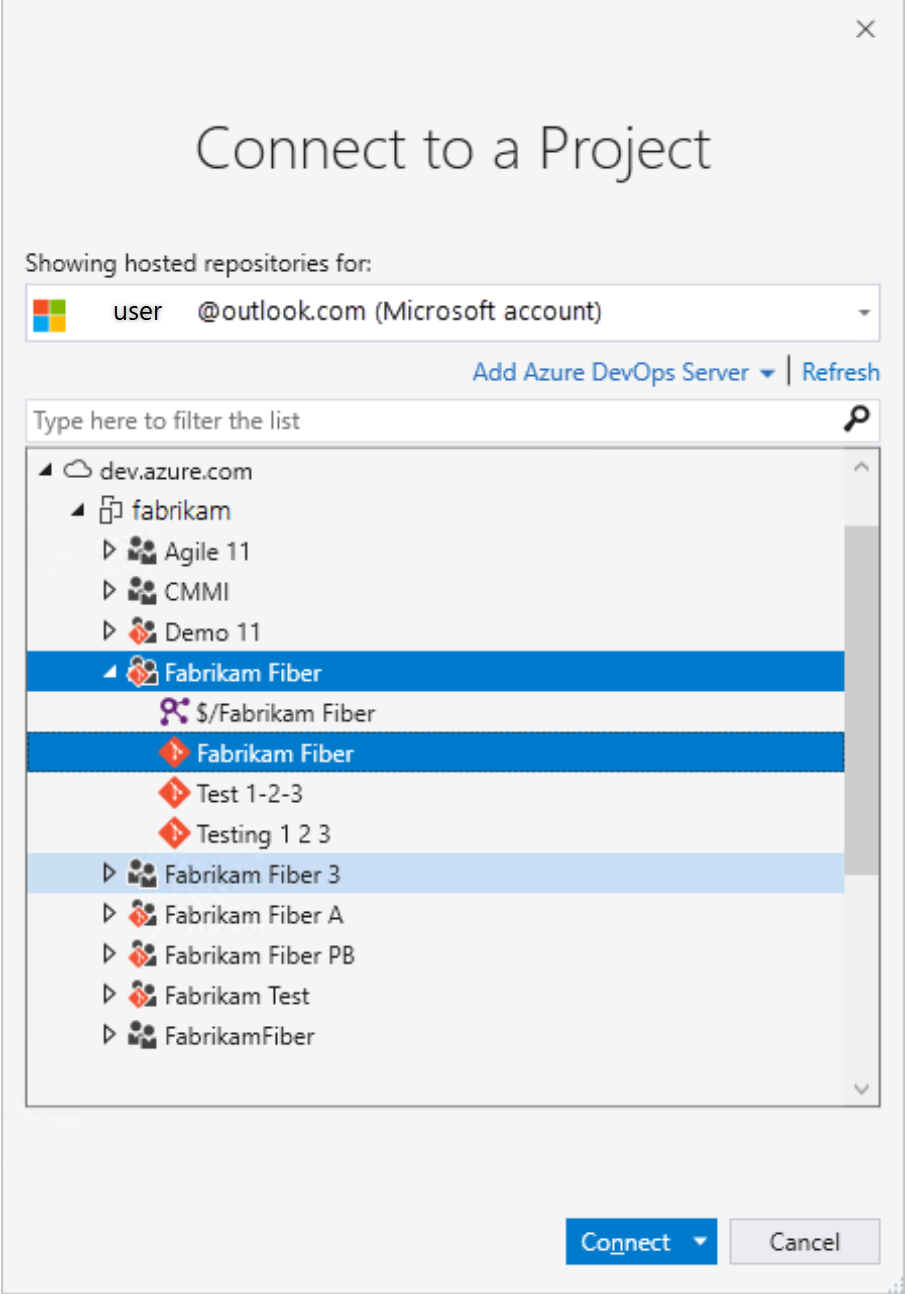 Connect to a Project
Showing hosted repositories for:
user @outlook.com (Microsoft account)
Add Azure DevOps Server | Refresh
Type here to filter the list
dev.azure.com
fabrikam
Agile 11
CMMI
Demo 11
Fabrikam Fiber
$/Fabrikam Fiber
Fabrikam Fiber
Test 1-2-3
Testing 1 2 3
Fabrikam Fiber 3
Fabrikam Fiber A
Fabrikam Fiber PB
Fabrikam Test
FabrikamFiber
Connect Cancel